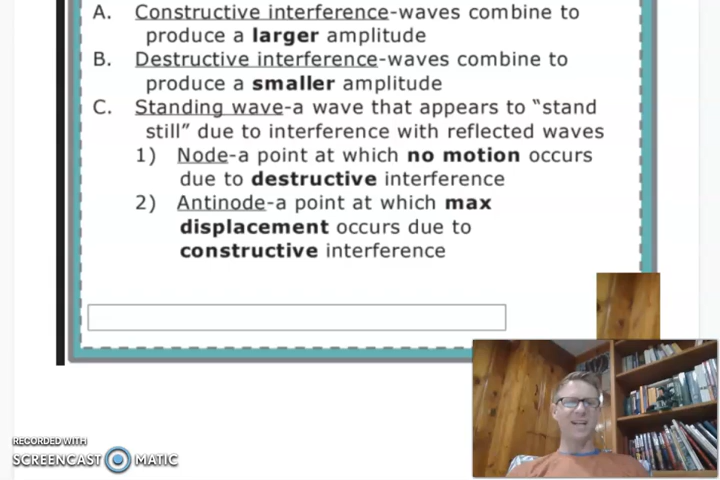 A. Constructive interference-waves combine to
produce a larger amplitude
B. Destructive interference-waves combine to
produce a smaller amplitude
C. Standing wave-a wave that appears to “stand
still” due to interference with reflected waves
1) Node-a point at which no motion occurs
due to destructive interference
2) Antinode-a point at which max
displacement occurs due to
constructive interference
RECORDED WITH
SCREENCAST MATIC